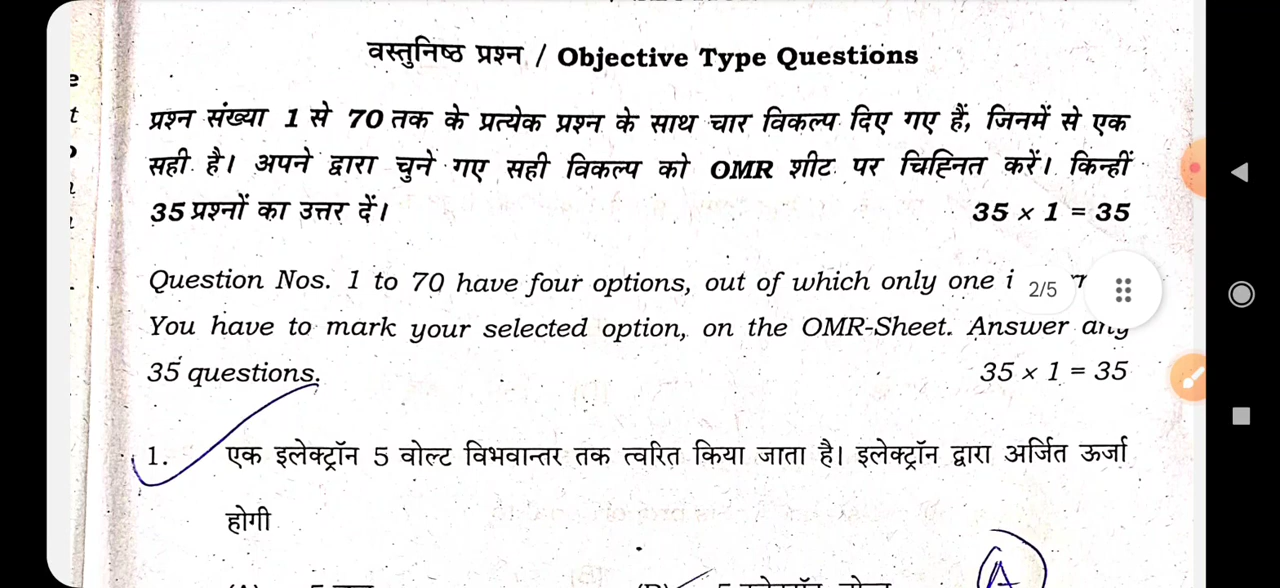 वस्तुनिष्ठ प्रश्न / Objective Type Questions
प्रश्न संख्या 1 से 70 तक के प्रत्येक प्रश्न के साथ चार विकल्प दिए गए हैं, जिनमें से एक
सही है। अपने द्वारा चुने गए सही विकल्प को OMR शीट पर चिह्नित करें। किन्हीं
35 प्रश्नों का उत्तर दें। 35 × 1 = 35
Question Nos. 1 to 70 have four options, out of which only one
2/5
You have to mark your selected option, on the OMR-Sheet. Answer any
35 questions. 35 × 1 = 35
1. एक इलेक्ट्रॉन 5 वोल्ट विभवान्तर तक त्वरित किया जाता है। इलेक्ट्रॉन द्वारा अर्जित ऊर्जा
होगी
A